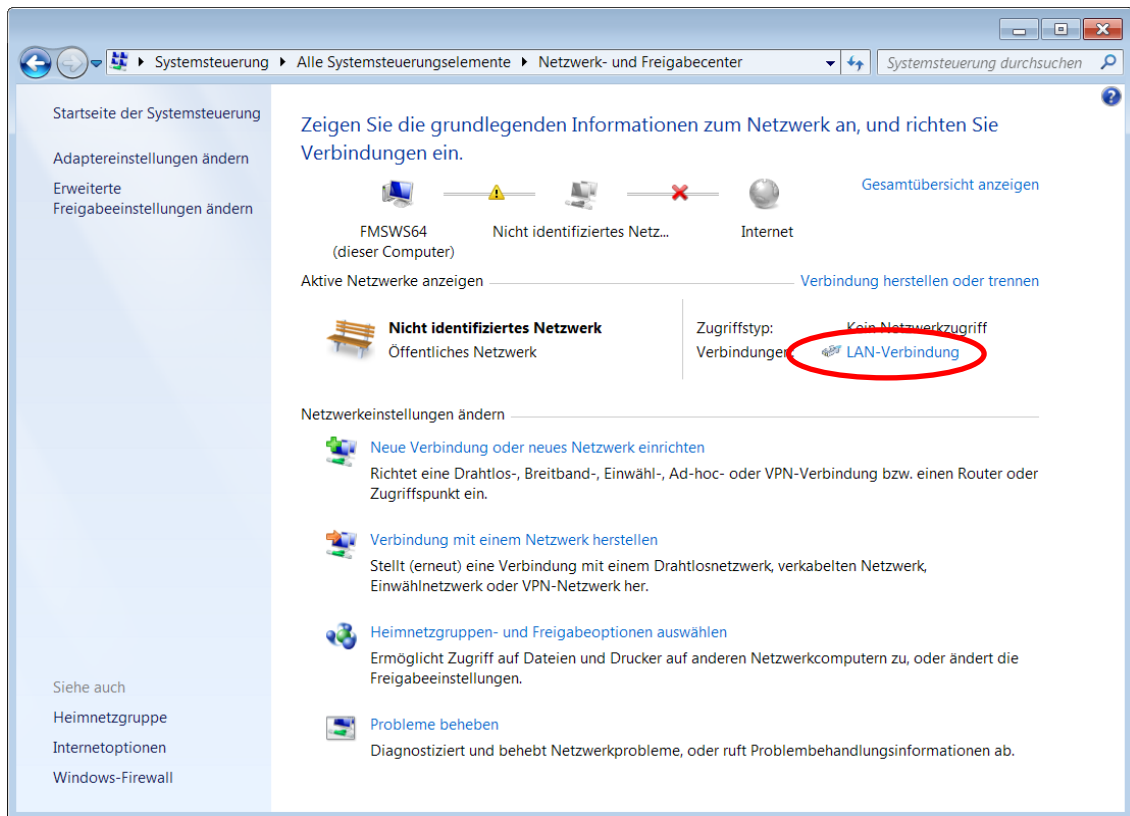 Systemsteuerung ▸ Alle Systemsteuerungselemente ▸ Netzwerk- und Freigabecenter
Systemsteuerung durchsuchen
Startseite der Systemsteuerung
Adaptereinstellungen ändern
Erweiterte
Freigabeeinstellungen ändern
Zeigen Sie die grundlegenden Informationen zum Netzwerk an, und richten Sie
Verbindungen ein.
Gesamtübersicht anzeigen
FMSWS64
(dieser Computer)
Nicht identifiziertes Netz...
Internet
Aktive Netzwerke anzeigen
Verbindung herstellen oder trennen
Nicht identifiziertes Netzwerk
Öffentliches Netzwerk
Zugriffstyp: Kein Netzwerkzugriff
Verbindungen: LAN-Verbindung
Netzwerkeinstellungen ändern
Neue Verbindung oder neues Netzwerk einrichten
Richtet eine Drahtlos-, Breitband-, Einwähl-, Ad-hoc- oder VPN-Verbindung bzw. einen Router oder
Zugriffspunkt ein.
Verbindung mit einem Netzwerk herstellen
Stellt (erneut) eine Verbindung mit einem Drahtlosnetzwerk, verkabelten Netzwerk,
Einwählnetzwerk oder VPN-Netzwerk her.
Heimnetzgruppen- und Freigabeoptionen auswählen
Ermöglicht Zugriff auf Dateien und Drucker auf anderen Netzwerkcomputern zu, oder ändert die
Freigabeeinstellungen.
Probleme beheben
Diagnostiziert und behebt Netzwerkprobleme, oder ruft Problembehandlungsinformationen ab.
Siehe auch
Heimnetzgruppe
Internetoptionen
Windows-Firewall